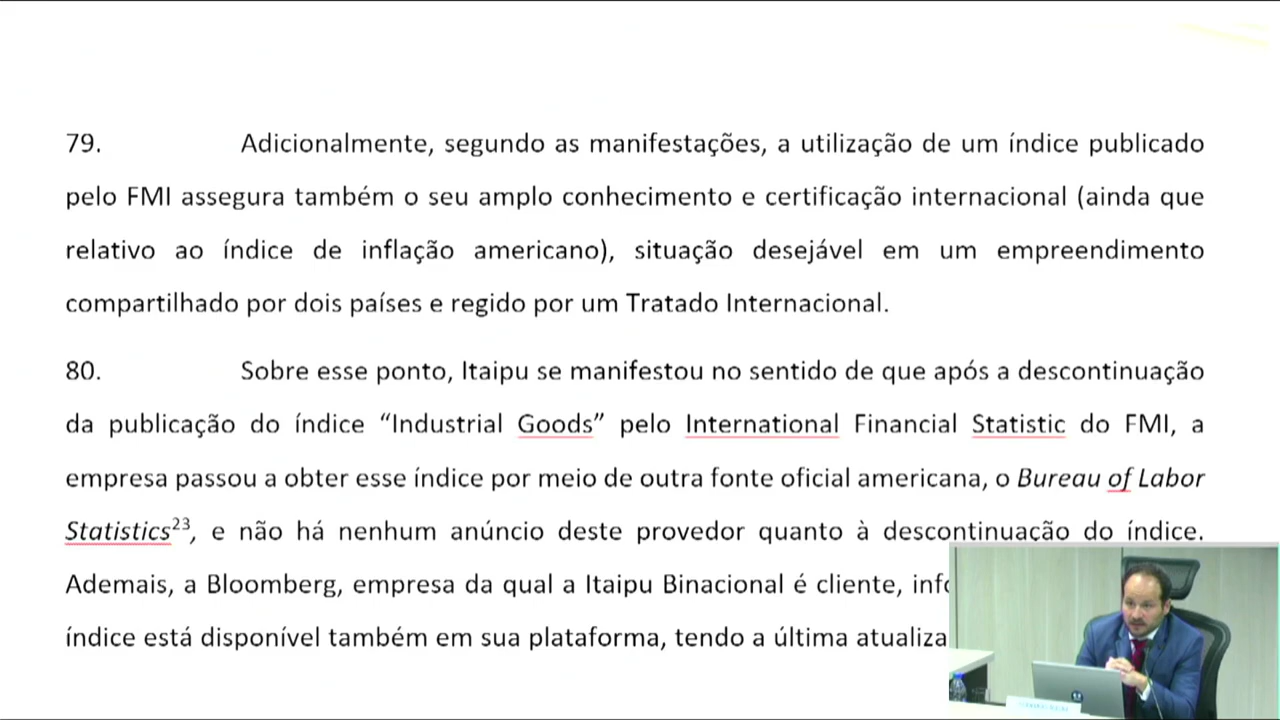 79. Adicionalmente, segundo as manifestações, a utilização de um índice publicado
pelo FMI assegura também o seu amplo conhecimento e certificação internacional (ainda que
relativo ao índice de inflação americano), situação desejável em um empreendimento
compartilhado por dois países e regido por um Tratado Internacional.
80. Sobre esse ponto, Itaipu se manifestou no sentido de que após a descontinuação
da publicação do índice “Industrial Goods” pelo International Financial Statistic do FMI, a
empresa passou a obter esse índice por meio de outra fonte oficial americana, o Bureau of Labor
Statistics23, e não há nenhum anúncio deste provedor quanto à descontinuação do índice.
Ademais, a Bloomberg, empresa da qual a Itaipu Binacional é cliente,
índice está disponível também em sua plataforma, tendo a última